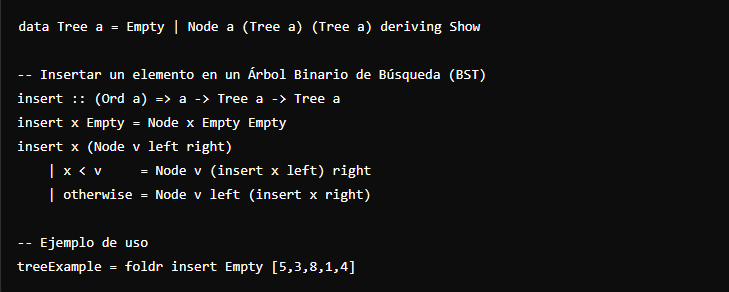 data Tree a = Empty | Node a (Tree a) (Tree a) deriving Show

-- Insertar un elemento en un Árbol Binario de Búsqueda (BST)
insert :: (Ord a) => a -> Tree a -> Tree a
insert x Empty = Node x Empty Empty
insert x (Node v left right)
    | x < v     = Node v (insert x left) right
    | otherwise = Node v left (insert x right)

-- Ejemplo de uso
treeExample = foldr insert Empty [5,3,8,1,4]